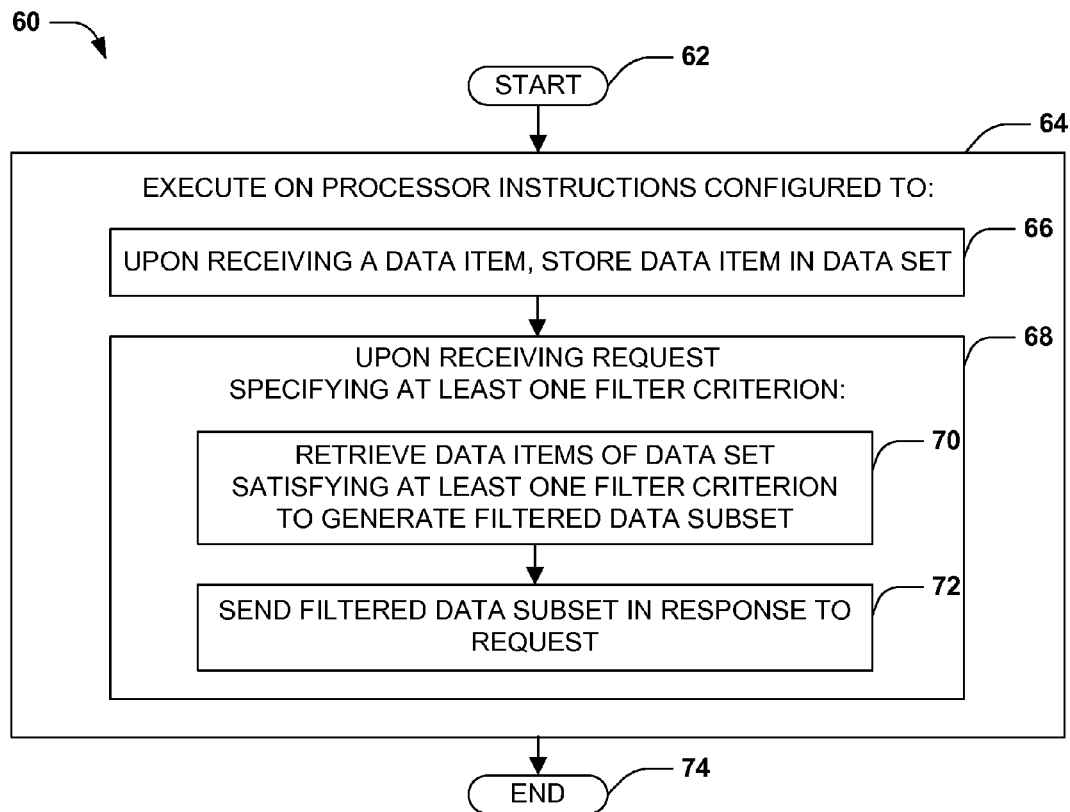 60
62
START
64
EXECUTE ON PROCESSOR INSTRUCTIONS CONFIGURED TO:
66
UPON RECEIVING A DATA ITEM, STORE DATA ITEM IN DATA SET
68
UPON RECEIVING REQUEST
SPECIFYING AT LEAST ONE FILTER CRITERION:
70
RETRIEVE DATA ITEMS OF DATA SET
SATISFYING AT LEAST ONE FILTER CRITERION
TO GENERATE FILTERED DATA SUBSET
72
SEND FILTERED DATA SUBSET IN RESPONSE TO
REQUEST
74
END